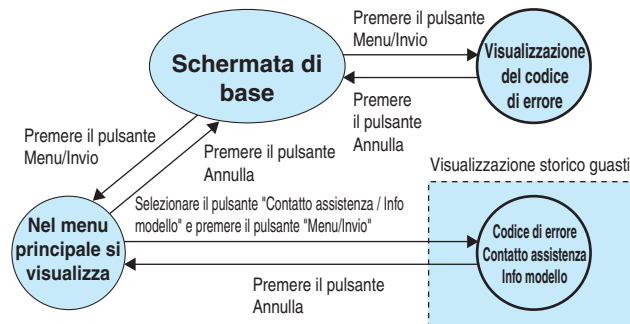 Premere il pulsante
Menu/Invio
Schermata di
base
Visualizzazione
del codice
di errore
Premere
il pulsante
Annulla
Premere il pulsante
Menu/Invio
Premere il pulsante
Annulla
Visualizzazione storico guasti
Selezionare il pulsante "Contatto assistenza / Info
modello" e premere il pulsante "Menu/Invio"
Nel menu
principale si
visualizza
Codice di errore
Contatto assistenza
Info modello
Premere il pulsante
Annulla